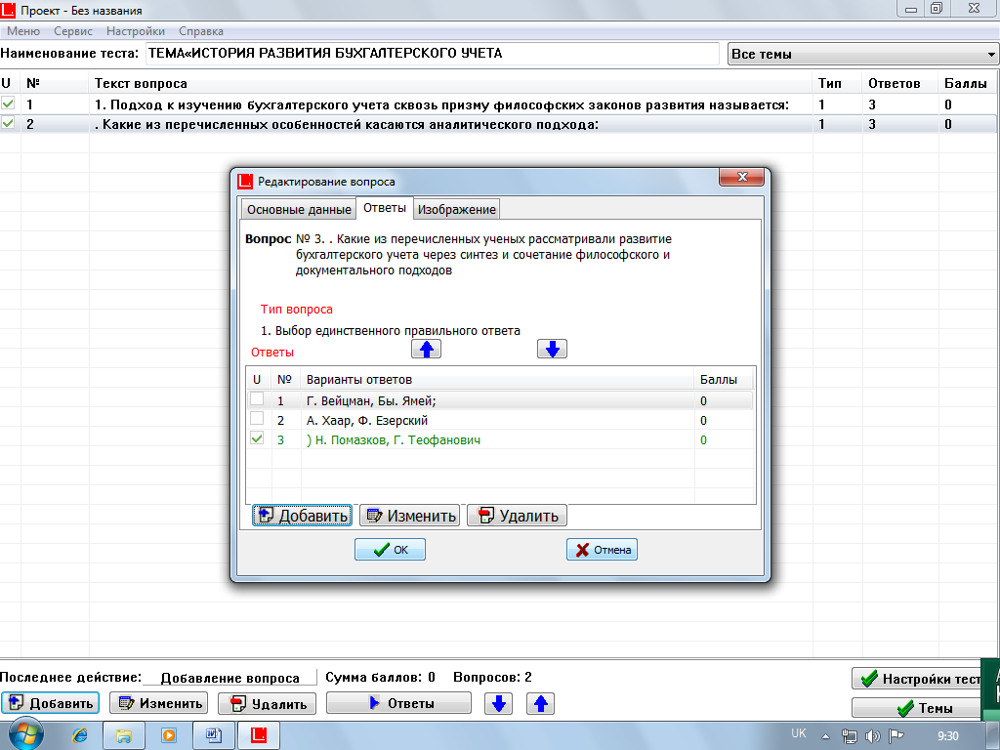 Проект - Без названия
Меню Сервис Настройки Справка
Наименование теста: ТЕМА«ИСТОРИЯ РАЗВИТИЯ БУХГАЛТЕРСКОГО УЧЕТА Все темы
U № Текст вопроса Тип Ответов Баллы
1 1. Подход к изучению бухгалтерского учета сквозь призму философских законов развития называется: 1 3 0
2 . Какие из перечисленных особенностей касаются аналитического подхода: 1 3 0
Редактирование вопроса
Основные данные Ответы Изображение
Вопрос № 3. . Какие из перечисленных ученых рассматривали развитие
бухгалтерского учета через синтез и сочетание философского и
документального подходов
Тип вопроса
1. Выбор единственного правильного ответа
Ответы
U № Варианты ответов Баллы
1 Г. Вейцман, Бы. Ямей; 0
2 А. Хаар, Ф. Езерский 0
3 ) Н. Помазков, Г. Теофанович 0
Добавить Изменить Удалить
OK Отмена
Последнее действие: Добавление вопроса Сумма баллов: 0 Вопросов: 2
Настройки тест
Добавить Изменить Удалить Ответы
Темы
UK 9:30